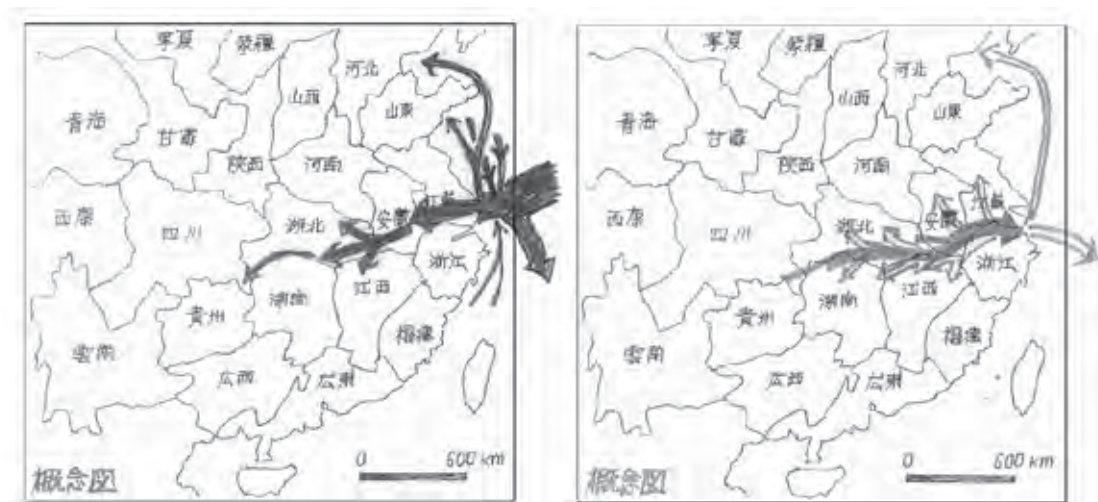 寧夏
河北
山西
山東
青海
甘粛
陝西
河南
江蘇
安徽
西康
四川
湖北
浙江
江西
湖南
貴州
福建
雲南
広西
広東
0 600 km
概念図
寧夏
河北
山西
山東
青海
甘粛
陝西
河南
江蘇
安徽
西康
四川
湖北
浙江
江西
湖南
貴州
福建
雲南
広西
広東
0 600 km
概念図